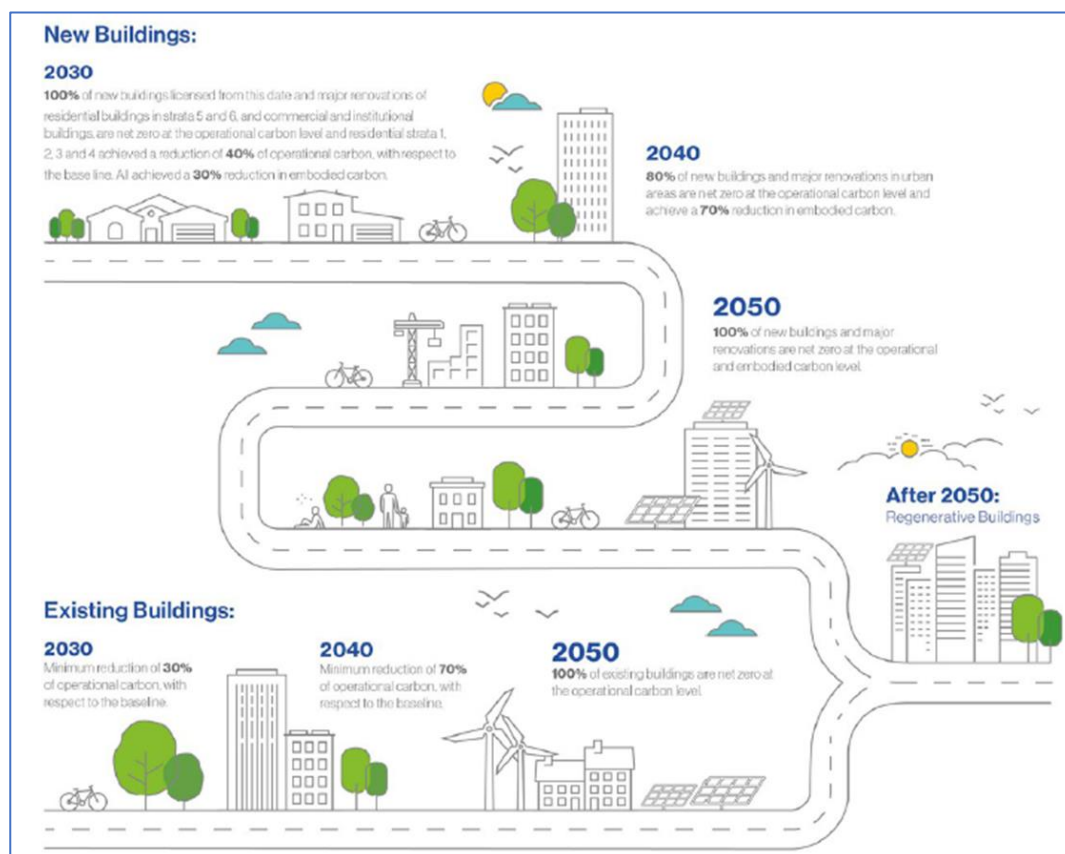 New Buildings:
2030
100% of new buildings licensed from this date and major renovations of
residential buildings in strata 5 and 6, and commercial and institutional
buildings, are net zero at the operational carbon level and residential strata 1,
2, 3 and 4 achieved a reduction of 40% of operational carbon, with respect to
the base line. All achieved a 30% reduction in embodied carbon.
2040
80% of new buildings and major renovations in urban
areas are net zero at the operational carbon level and
achieve a 70% reduction in embodied carbon.
2050
100% of new buildings and major
renovations are net zero at the operational
and embodied carbon level.
After 2050:
Regenerative Buildings
Existing Buildings:
2030
Minimum reduction of 30%
of operational carbon, with
respect to the baseline.
2040
Minimum reduction of 70%
of operational carbon, with
respect to the baseline.
2050
100% of existing buildings are net zero at
the operational carbon level.